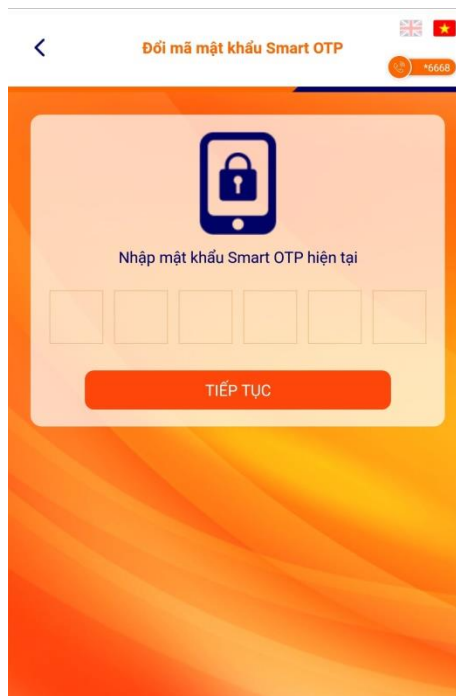 Đổi mã mật khẩu Smart OTP
*6668
Nhập mật khẩu Smart OTP hiện tại
TIẾP TỤC